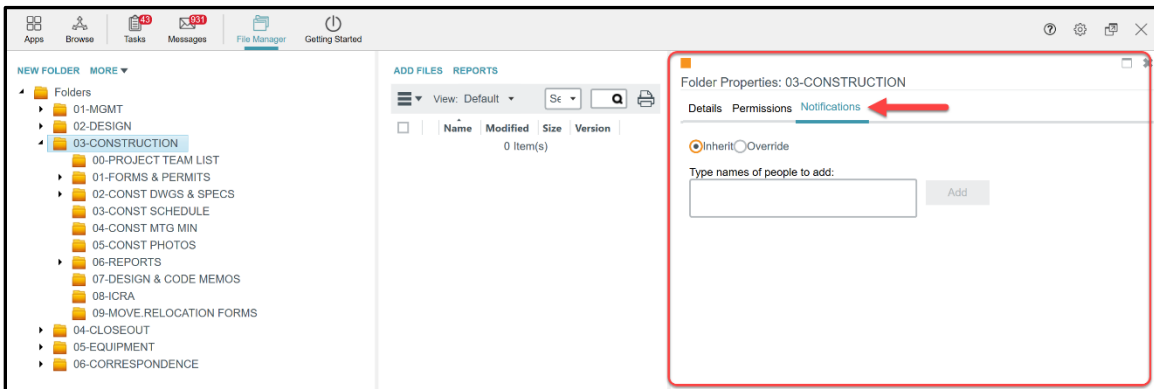 43
931
Apps Browse Tasks Messages File Manager Getting Started
NEW FOLDER MORE
Folders
01-MGMT
02-DESIGN
03-CONSTRUCTION
00-PROJECT TEAM LIST
01-FORMS & PERMITS
02-CONST DWGS & SPECS
03-CONST SCHEDULE
04-CONST MTG MIN
05-CONST PHOTOS
06-REPORTS
07-DESIGN & CODE MEMOS
08-ICRA
09-MOVE.RELOCATION FORMS
04-CLOSEOUT
05-EQUIPMENT
06-CORRESPONDENCE
ADD FILES REPORTS
View: Default Se
Name Modified Size Version
0 Item(s)
Folder Properties: 03-CONSTRUCTION
Details Permissions Notifications
Inherit Override
Type names of people to add:
Add